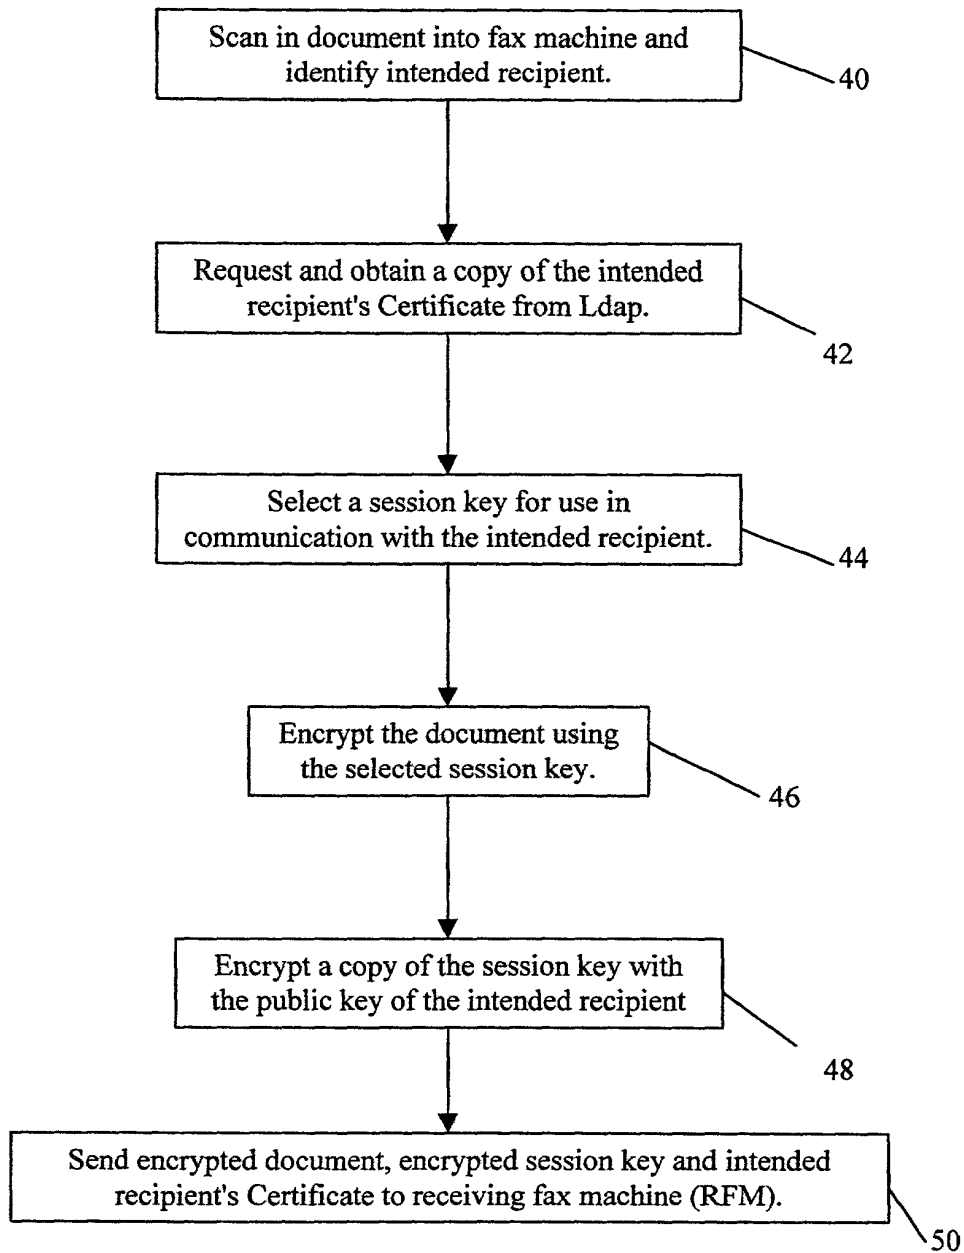 Scan in document into fax machine and
identify intended recipient.
40
Request and obtain a copy of the intended
recipient's Certificate from Ldap.
42
Select a session key for use in
communication with the intended recipient.
44
Encrypt the document using
the selected session key.
46
Encrypt a copy of the session key with
the public key of the intended recipient
48
Send encrypted document, encrypted session key and intended
recipient's Certificate to receiving fax machine (RFM).
50